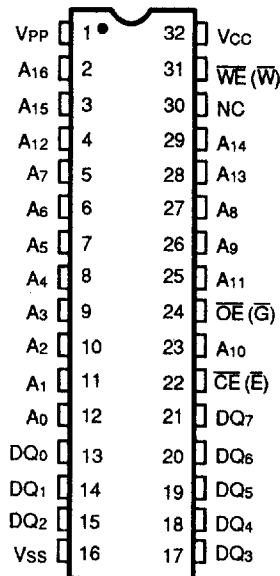 VPP 1 32 VCC
A16 2 31 WE (W)
A15 3 30 NC
A12 4 29 A14
A7 5 28 A13
A6 6 27 A8
A5 7 26 A9
A4 8 25 A11
A3 9 24 OE (G)
A2 10 23 A10
A1 11 22 CE (E)
A0 12 21 DQ7
DQ0 13 20 DQ6
DQ1 14 19 DQ5
DQ2 15 18 DQ4
VSS 16 17 DQ3